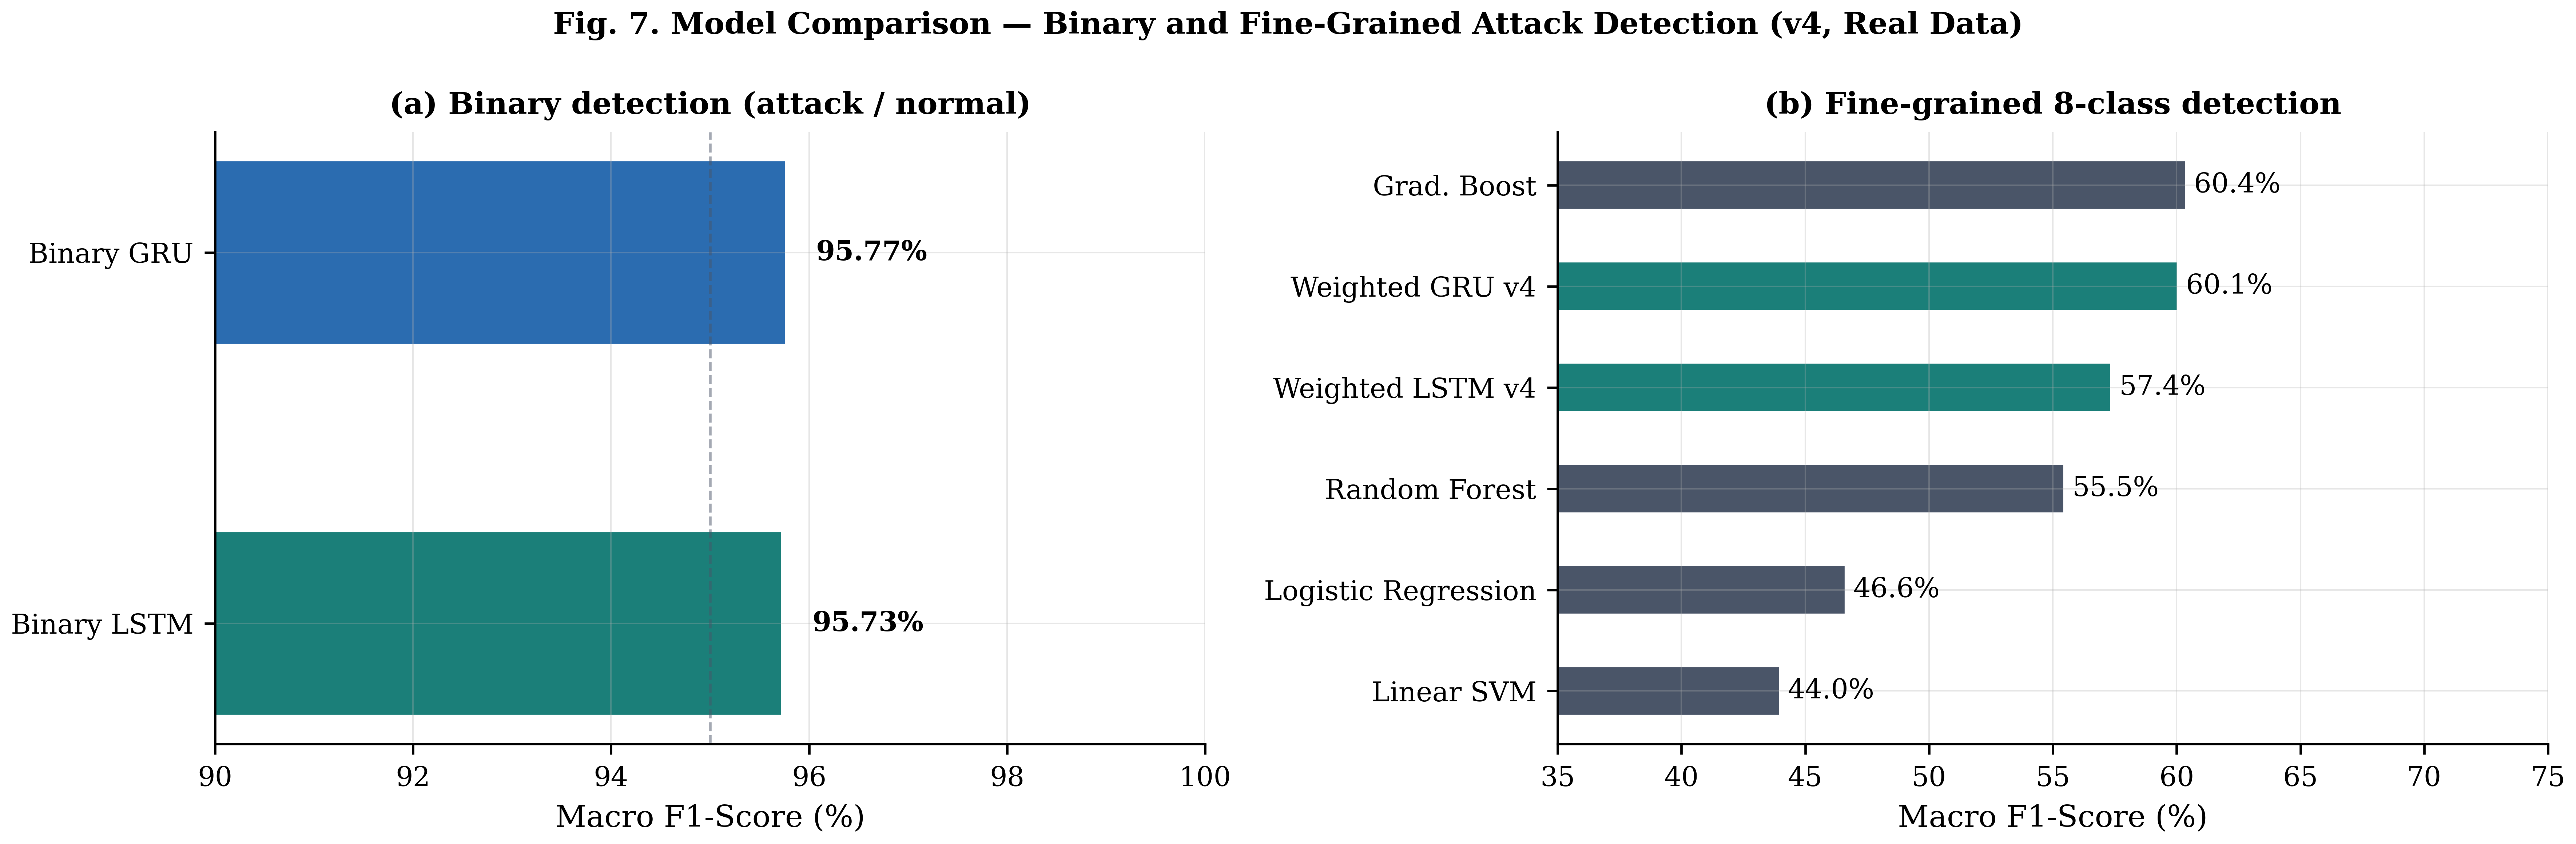 Fig. 7. Model Comparison — Binary and Fine-Grained Attack Detection (v4, Real Data)
(a) Binary detection (attack / normal)
Binary GRU
95.77%
Binary LSTM
95.73%
90 92 94 96 98 100
Macro F1-Score (%)
(b) Fine-grained 8-class detection
Grad. Boost
60.4%
Weighted GRU v4
60.1%
Weighted LSTM v4
57.4%
Random Forest
55.5%
Logistic Regression
46.6%
Linear SVM
44.0%
35 40 45 50 55 60 65 70 75
Macro F1-Score (%)